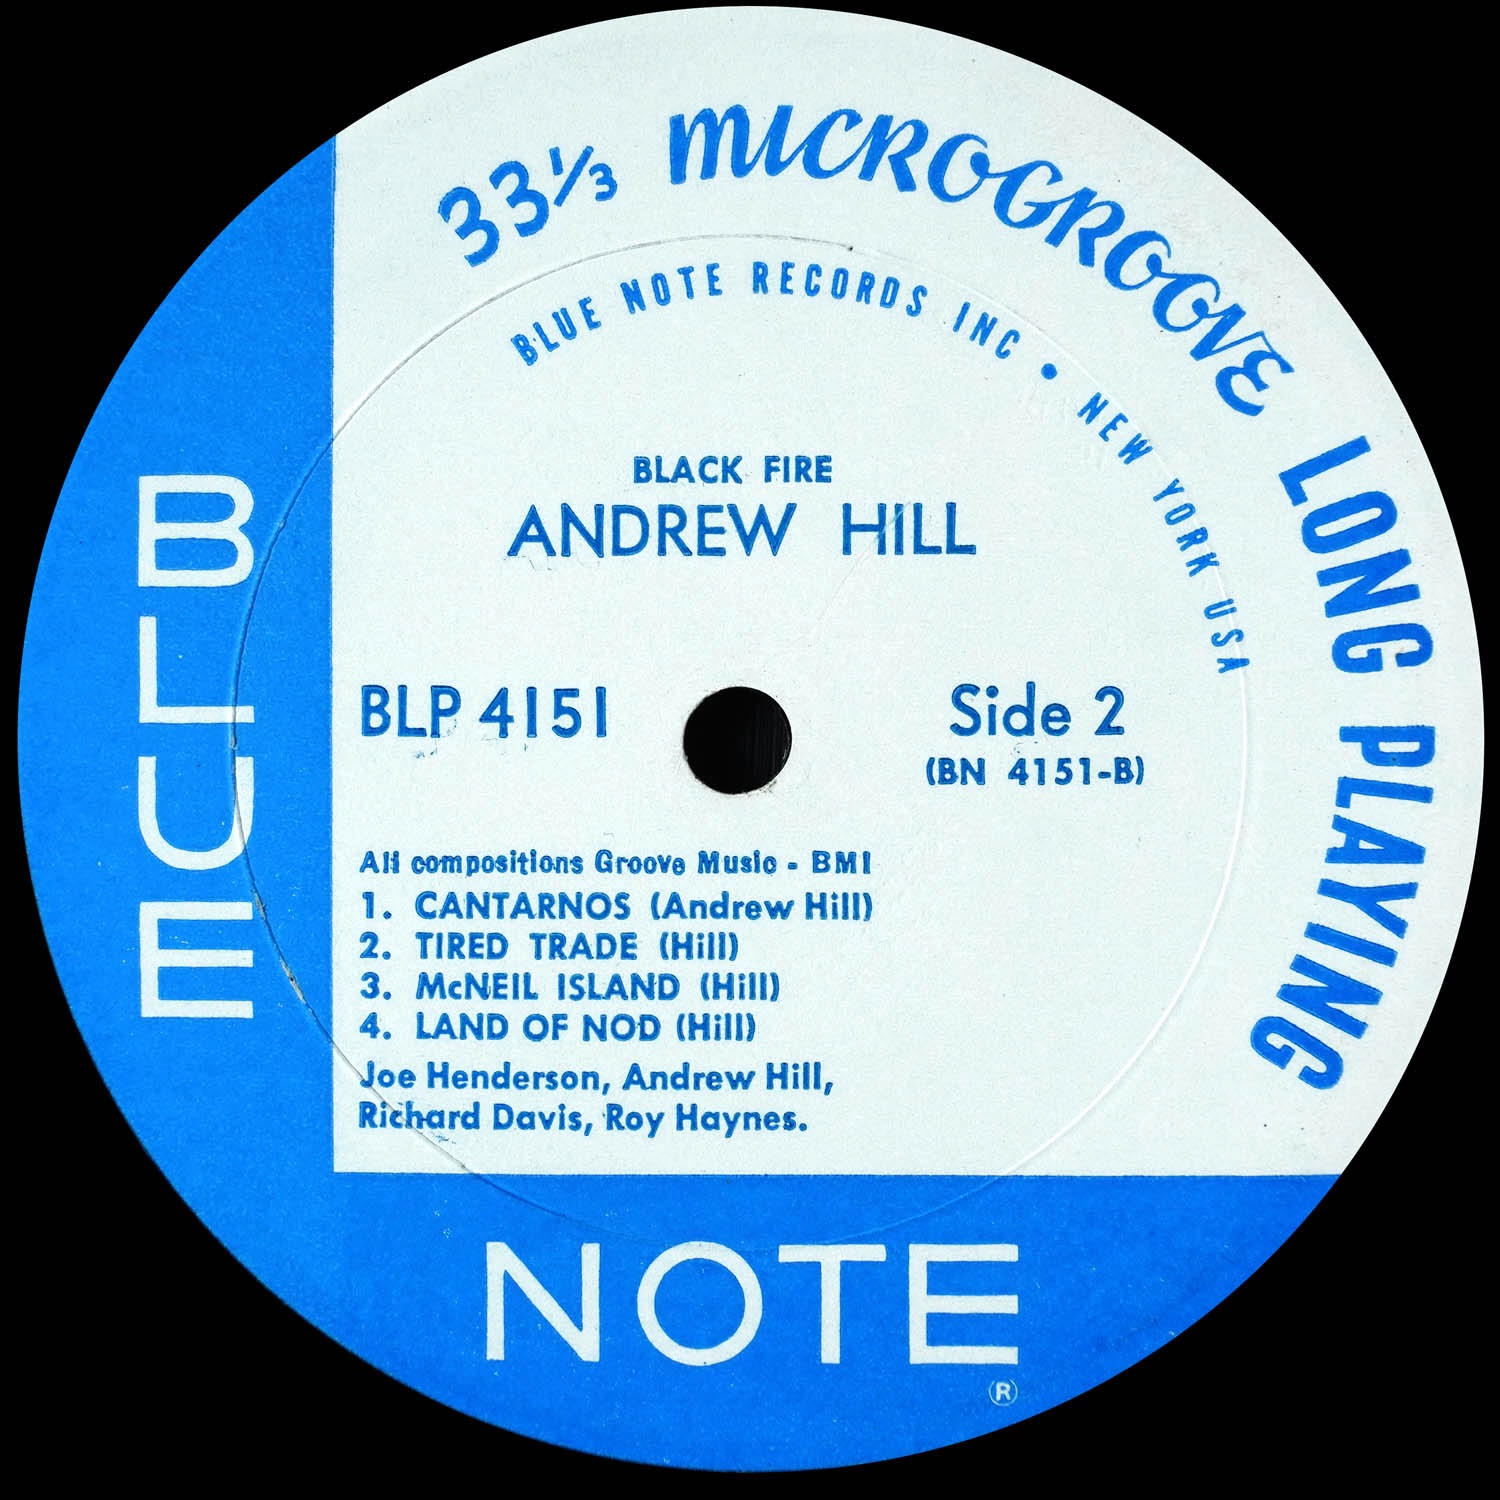 33⅓ MICROGROOVE LONG PLAYING
BLUE NOTE RECORDS INC • NEW YORK USA
BLACK FIRE
ANDREW HILL
BLP 4151
Side 2
(BN 4151-B)
All compositions Groove Music - BMI
1. CANTARNOS (Andrew Hill)
2. TIRED TRADE (Hill)
3. McNEIL ISLAND (Hill)
4. LAND OF NOD (Hill)
Joe Henderson, Andrew Hill,
Richard Davis, Roy Haynes.
BLUE
NOTE
®